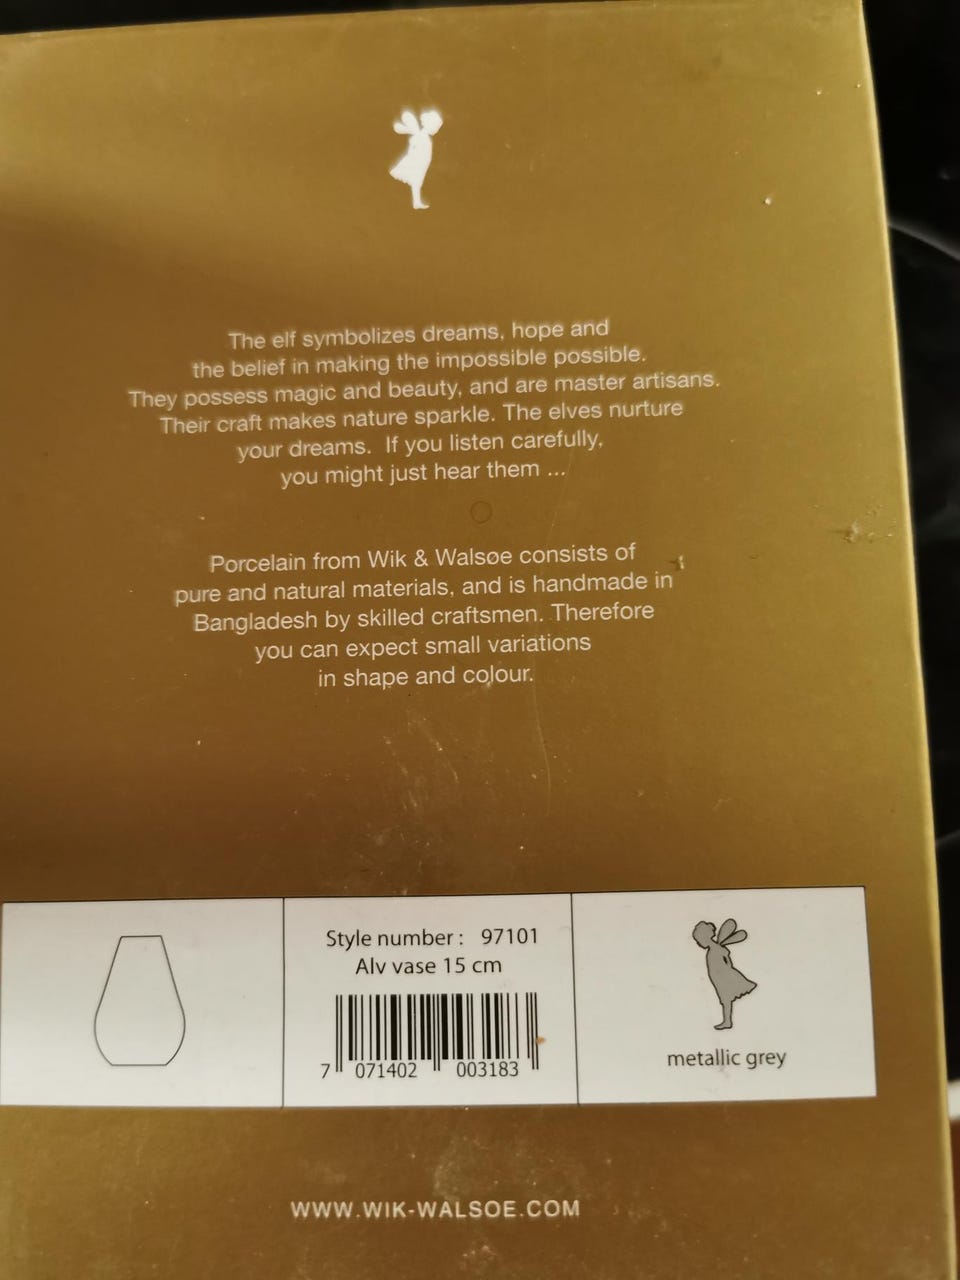 The elf symbolizes dreams, hope and
the belief in making the impossible possible.
They possess magic and beauty, and are master artisans.
Their craft makes nature sparkle. The elves nurture
your dreams. If you listen carefully,
you might just hear them ...
Porcelain from Wik & Walsøe consists of
pure and natural materials, and is handmade in
Bangladesh by skilled craftsmen. Therefore
you can expect small variations
in shape and colour.
Style number : 97101
Alv vase 15 cm
7 071402 003183
metallic grey
WWW.WIK-WALSOE.COM